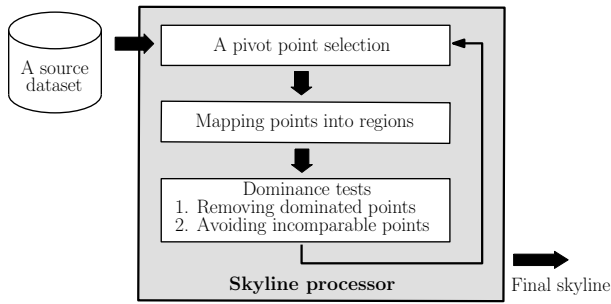 A source
dataset
A pivot point selection
Mapping points into regions
Dominance tests
1. Removing dominated points
2. Avoiding incomparable points
Skyline processor
Final skyline